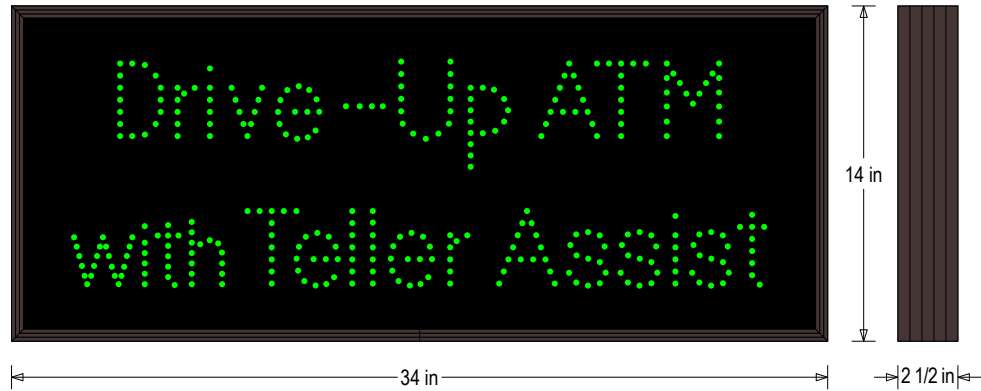 Drive-Up ATM
with Teller Assist
14 in
34 in
2 1/2 in